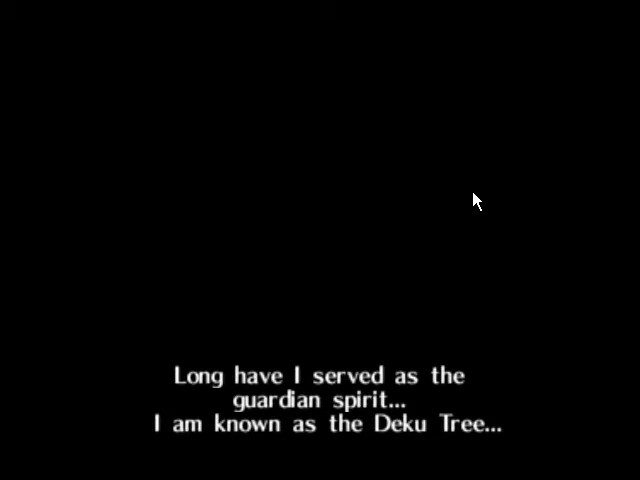 Long have I served as the
guardian spirit...
I am known as the Deku Tree...